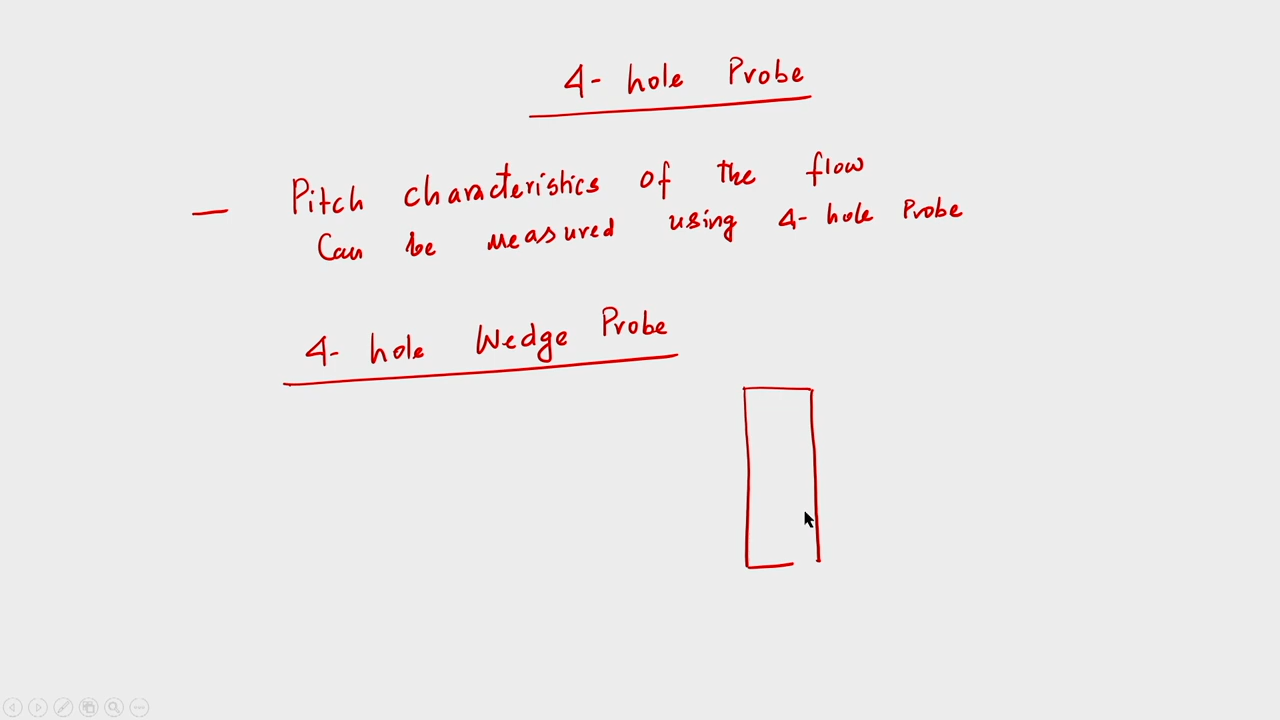 4- hole Probe
— Pitch characteristics of the flow
Can be measured using 4- hole Probe
4- hole Wedge Probe